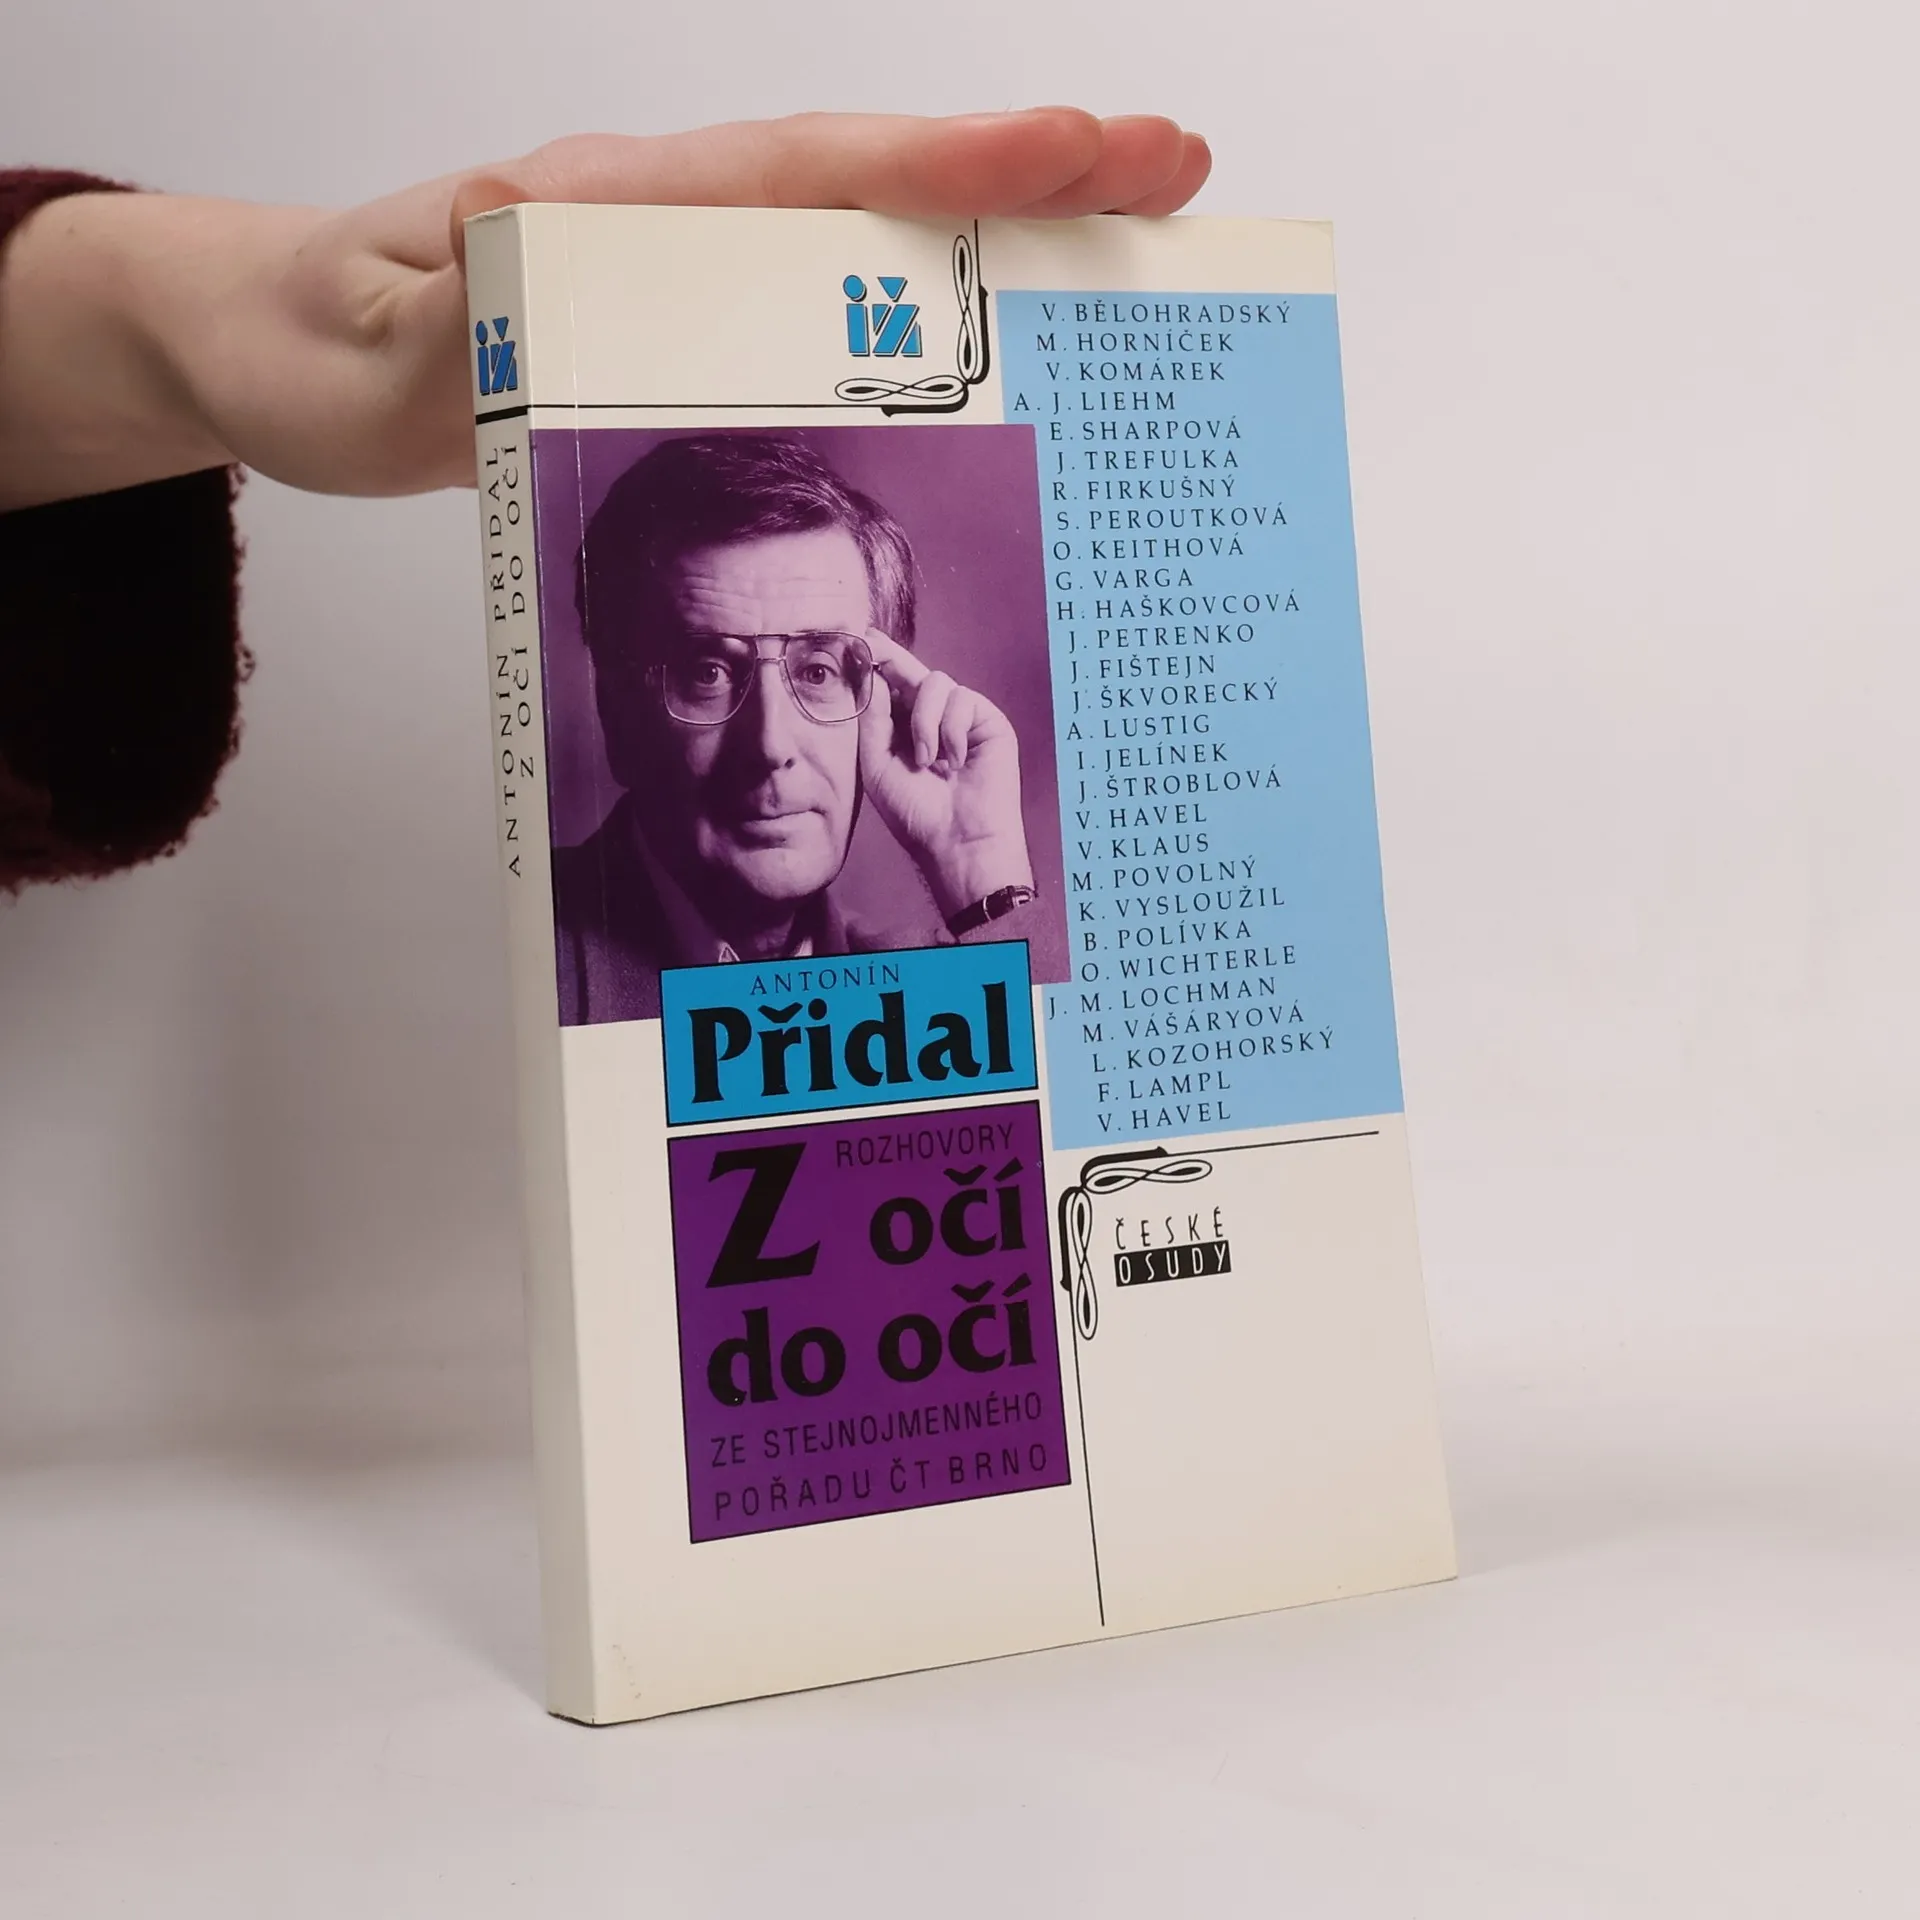 iž
ANTONÍN PŘIDAL
Z OČÍ DO OČÍ
iž
V. BĚLOHRADSKÝ
M. HORNÍČEK
V. KOMÁREK
A. J. LIEHM
E. SHARPOVÁ
J. TREFULKA
R. FIRKUŠNÝ
S. PEROUTKOVÁ
O. KEITHOVÁ
G. VARGA
H. HAŠKOVCOVÁ
J. PETRENKO
J. FIŠTEJN
J. ŠKVORECKÝ
A. LUSTIG
I. JELÍNEK
J. ŠTROBLOVÁ
V. HAVEL
V. KLAUS
M. POVOLNÝ
K. VYSLOUŽIL
B. POLÍVKA
O. WICHTERLE
J. M. LOCHMAN
M. VÁŠÁRYOVÁ
L. KOZOHORSKÝ
F. LAMPL
V. HAVEL
ANTONÍN
Přidal
ROZHOVORY
Z očí
do očí
ZE STEJNOJMENNÉHO
POŘADU ČT BRNO
ČESKÉ
OSUDY